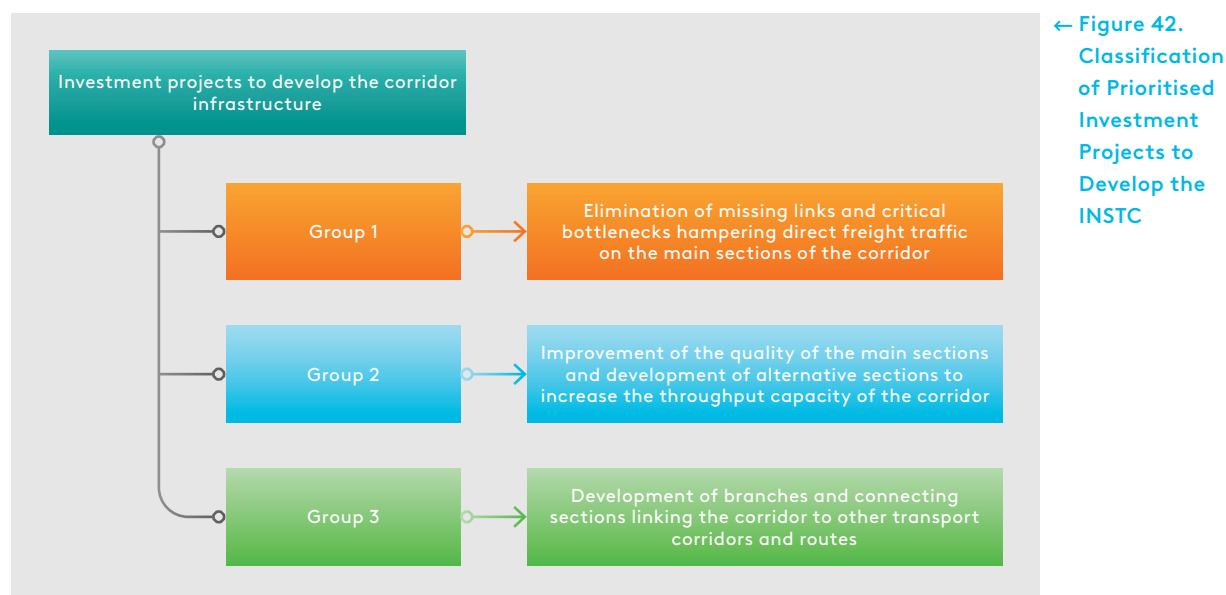 Investment projects to develop the corridor
infrastructure
Group 1
Elimination of missing links and critical
bottlenecks hampering direct freight traffic
on the main sections of the corridor
Group 2
Improvement of the quality of the main sections
and development of alternative sections to
increase the throughput capacity of the corridor
Group 3
Development of branches and connecting
sections linking the corridor to other transport
corridors and routes
← Figure 42.
Classification
of Prioritised
Investment
Projects to
Develop the
INSTC